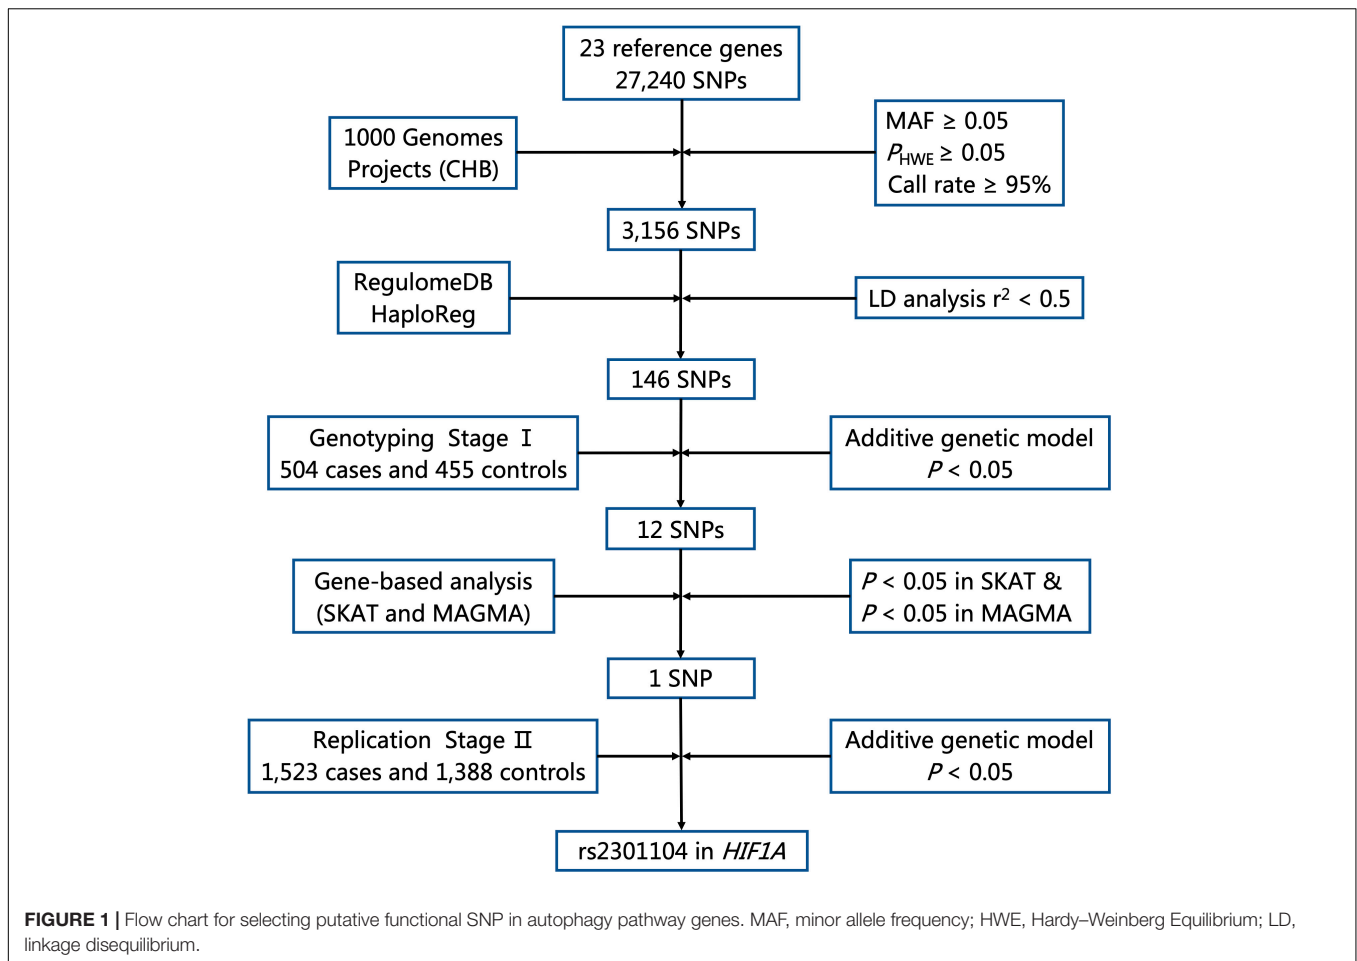 23 reference genes
27,240 SNPs
1000 Genomes
Projects (CHB)
MAF ≥ 0.05
P_HWE ≥ 0.05
Call rate ≥ 95%
3,156 SNPs
RegulomeDB
HaploReg
LD analysis r² < 0.5
146 SNPs
Genotyping Stage Ⅰ
504 cases and 455 controls
Additive genetic model
P < 0.05
12 SNPs
Gene-based analysis
(SKAT and MAGMA)
P < 0.05 in SKAT &
P < 0.05 in MAGMA
1 SNP
Replication Stage Ⅱ
1,523 cases and 1,388 controls
Additive genetic model
P < 0.05
rs2301104 in HIF1A
FIGURE 1 | Flow chart for selecting putative functional SNP in autophagy pathway genes. MAF, minor allele frequency; HWE, Hardy–Weinberg Equilibrium; LD,
linkage disequilibrium.